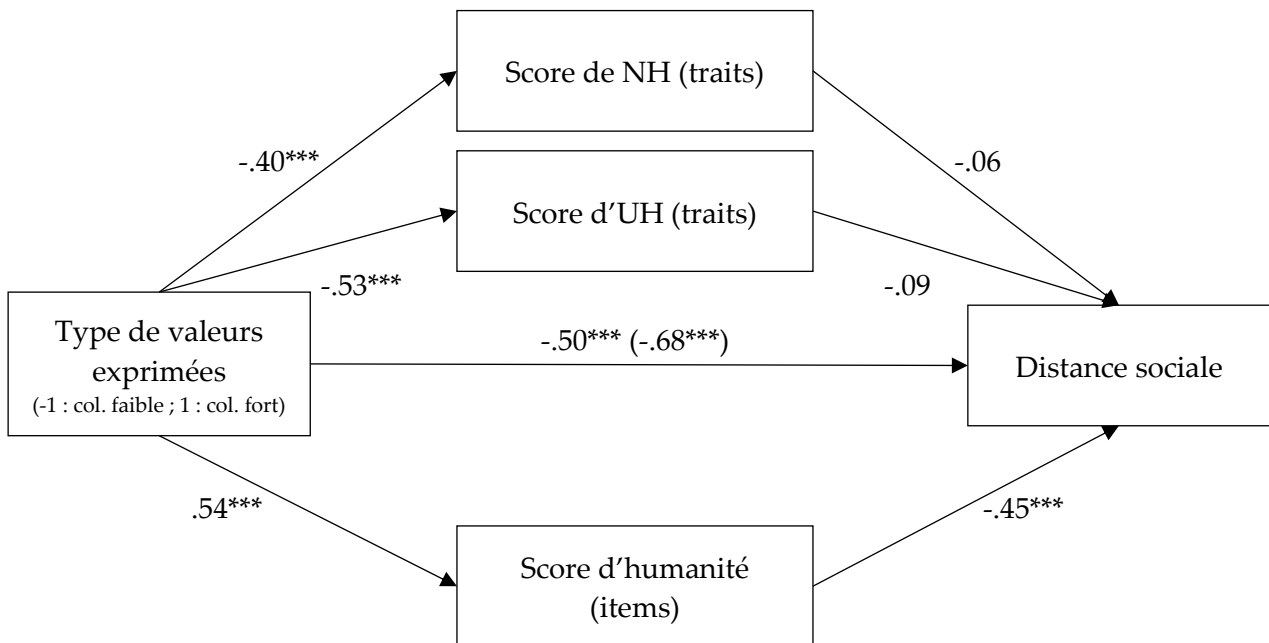 Score de NH (traits)
-.40***
-.06
Score d’UH (traits)
-.53***
-.09
Type de valeurs
exprimées
(-1 : col. faible ; 1 : col. fort)
-.50*** (-.68***)
Distance sociale
.54***
-.45***
Score d’humanité
(items)